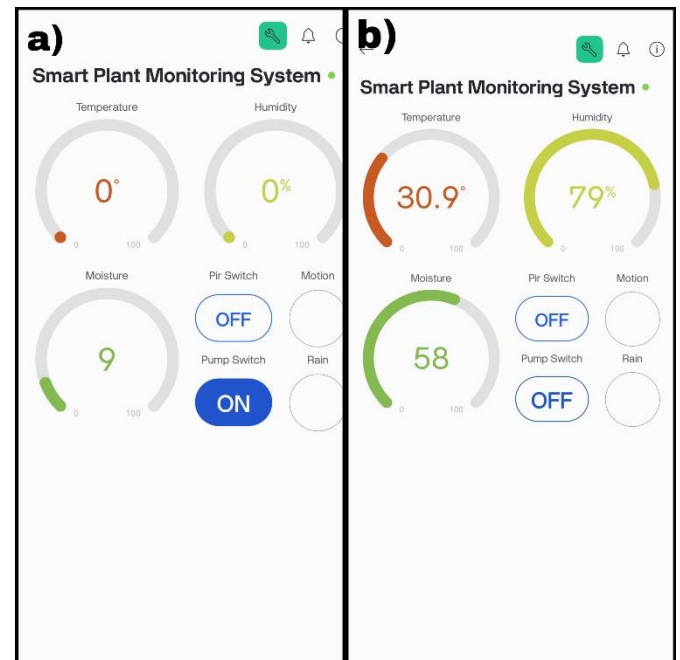 a)
Smart Plant Monitoring System
Temperature Humidity
0° 0%
0 100 0 100
Moisture Pir Switch Motion
OFF
9
Pump Switch Rain
ON
0 100
b)
Smart Plant Monitoring System
Temperature Humidity
30.9° 79%
0 100 0 100
Moisture Pir Switch Motion
OFF
58
Pump Switch Rain
OFF
0 100